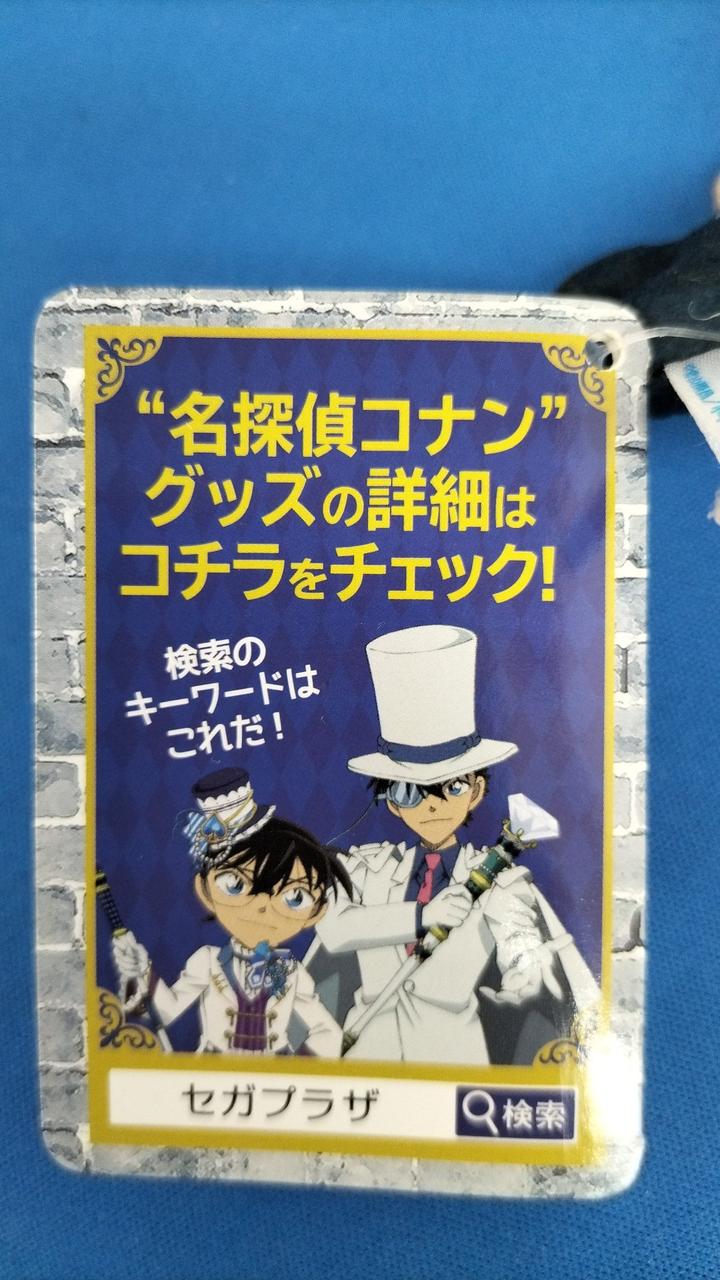 “名探偵コナン”
グッズの詳細は
コチラをチェック!
検索の
キーワードは
これだ！
セガプラザ
検索